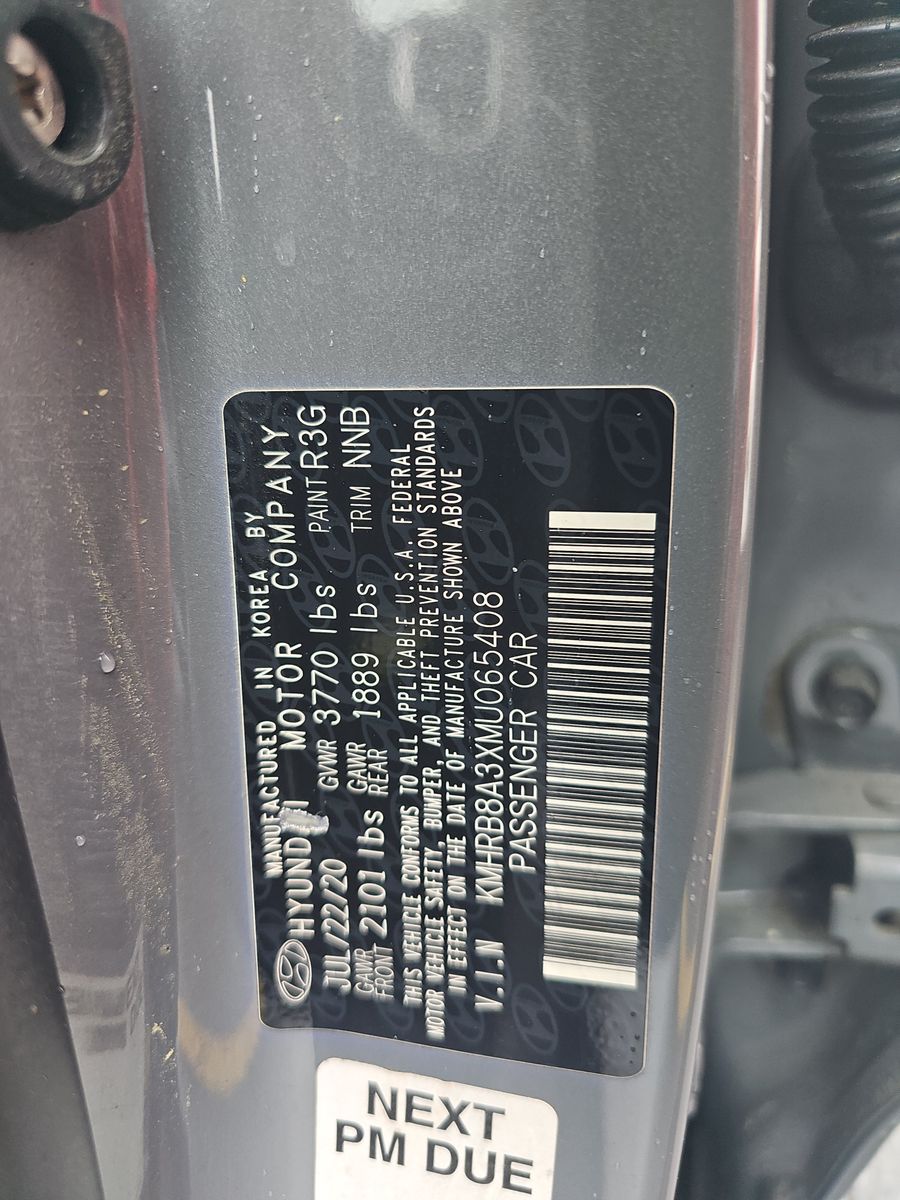 MANUFACTURED IN KOREA BY
HYUNDAI MOTOR COMPANY
JUL/22/20 GVWR 3770 lbs PAINT R3G
GAWR FRONT 2101 lbs GAWR REAR 1889 lbs TRIM NNB
THIS VEHICLE CONFORMS TO ALL APPLICABLE U.S.A. FEDERAL
MOTOR VEHICLE SAFETY, BUMPER, AND THEFT PREVENTION STANDARDS
IN EFFECT ON THE DATE OF MANUFACTURE SHOWN ABOVE
V.I.N KMHRB8A3XMU065408
PASSENGER CAR
NEXT
PM DUE